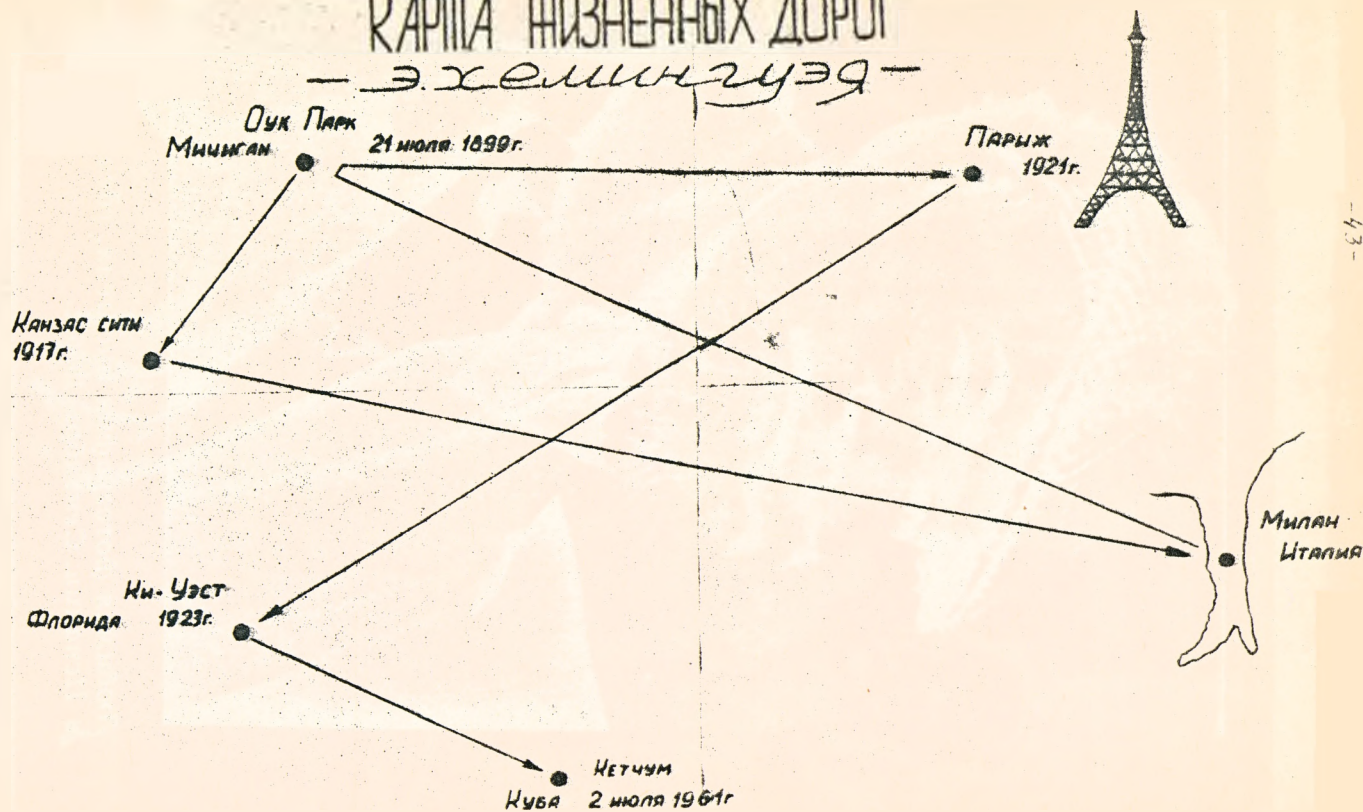 КАРТА ЖИЗНЕННЫХ ДОРОГ
– Э. Хемингуэя –
Оук Парк
Мичиган 21 июля 1899г.
Париж
1921г.
-43-
Канзас сити
1917г.
Милан
Италия
Ки-Уэст
Флорида 1923г.
Кетчум
Куба 2 июля 1961г